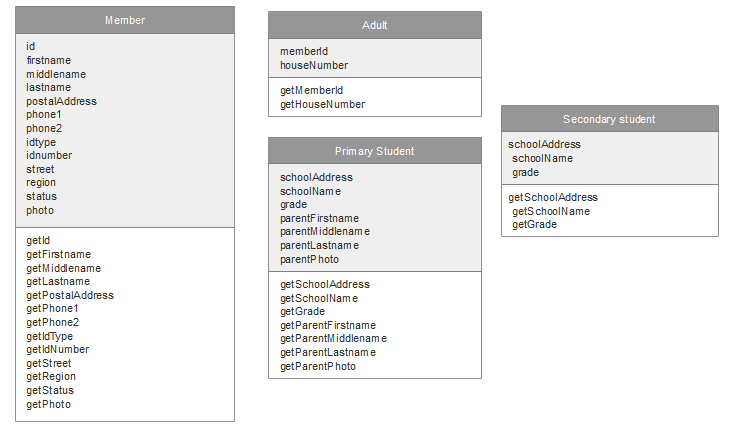 Member
id
firstname
middlename
lastname
postalAddress
phone1
phone2
idtype
idnumber
street
region
status
photo
getId
getFirstname
getMiddlename
getLastname
getPostalAddress
getPhone1
getPhone2
getIdType
getIdNumber
getStreet
getRegion
getStatus
getPhoto
Adult
memberId
houseNumber
getMemberId
getHouseNumber
Primary Student
schoolAddress
schoolName
grade
parentFirstname
parentMiddlename
parentLastname
parentPhoto
getSchoolAddress
getSchoolName
getGrade
getParentFirstname
getParentMiddlename
getParentLastname
getParentPhoto
Secondary student
schoolAddress
schoolName
grade
getSchoolAddress
getSchoolName
getGrade